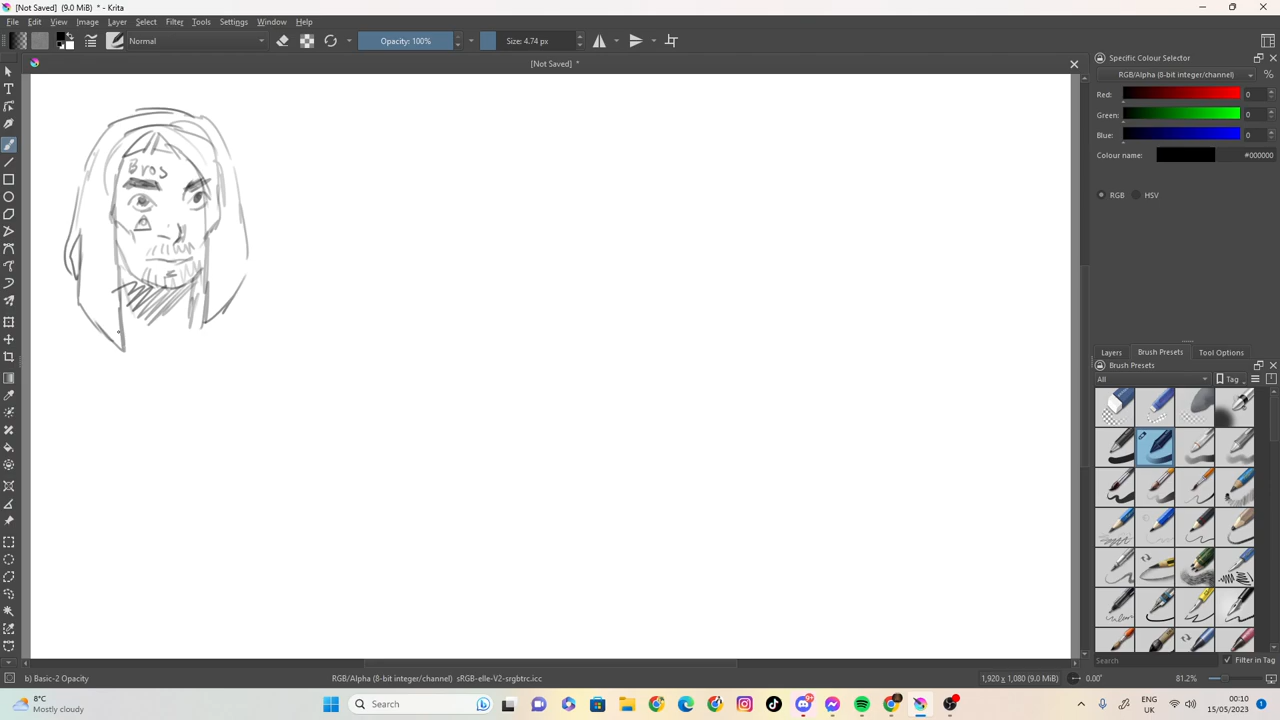 [Not Saved] (9.0 MiB) * - Krita
File Edit View Image Layer Select Filter Tools Settings Window Help
Normal
Opacity: 100%
Size: 4.74 px
[Not Saved] *
Specific Colour Selector
RGB/Alpha (8-bit integer/channel)
%
Red: 0
Green: 0
Blue: 0
Colour name: #000000
RGB HSV
Bros
Layers Brush Presets Tool Options
Brush Presets
All
Tag
Search
Filter in Tag
b) Basic-2 Opacity
RGB/Alpha (8-bit integer/channel) sRGB-elle-V2-srgbtrc.icc
1,920 x 1,080 (9.0 MiB)
0.00°
81.2%
8°C
Mostly cloudy
Search
9+
ENG
UK
00:10
15/05/2023
1